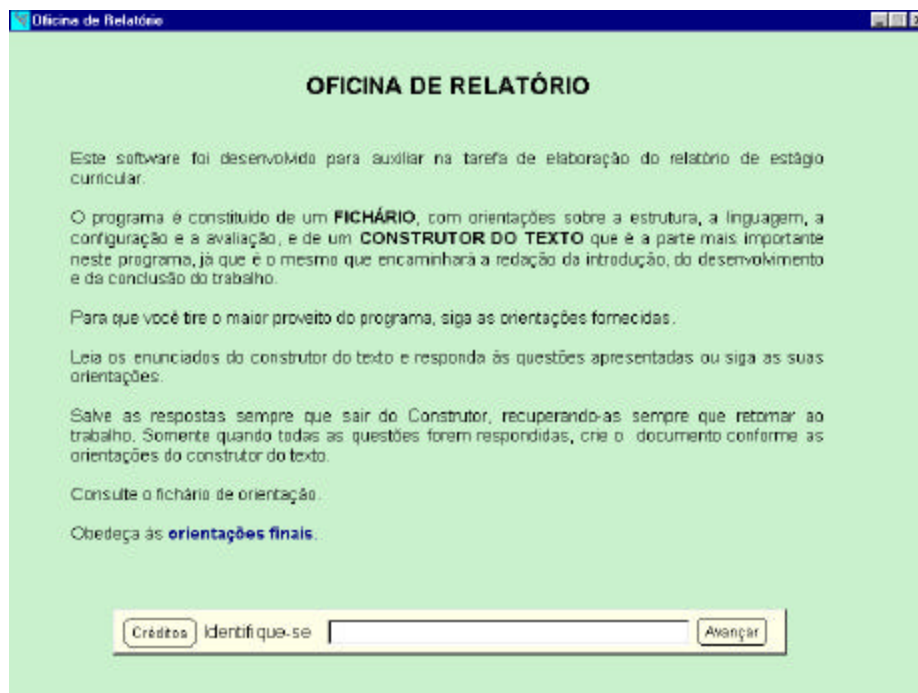 Oficina de Relatório
OFICINA DE RELATÓRIO
Este software foi desenvolvido para auxiliar na tarefa de elaboração do relatório de estágio
curricular.
O programa é constituído de um FICHÁRIO, com orientações sobre a estrutura, a linguagem, a
configuração e a avaliação, e de um CONSTRUTOR DO TEXTO que é a parte mais importante
neste programa, já que é o mesmo que encaminhará a redação da introdução, do desenvolvimento
e da conclusão do trabalho.
Para que você tire o maior proveito do programa, siga as orientações fornecidas.
Leia os enunciados do construtor do texto e responda às questões apresentadas ou siga as suas
orientações.
Salve as respostas sempre que sair do Construtor, recuperando-as sempre que retornar ao
trabalho. Somente quando todas as questões forem respondidas, crie o documento conforme as
orientações do construtor do texto.
Consulte o fichário de orientação.
Obedeça às orientações finais.
Créditos Identifique-se Avançar